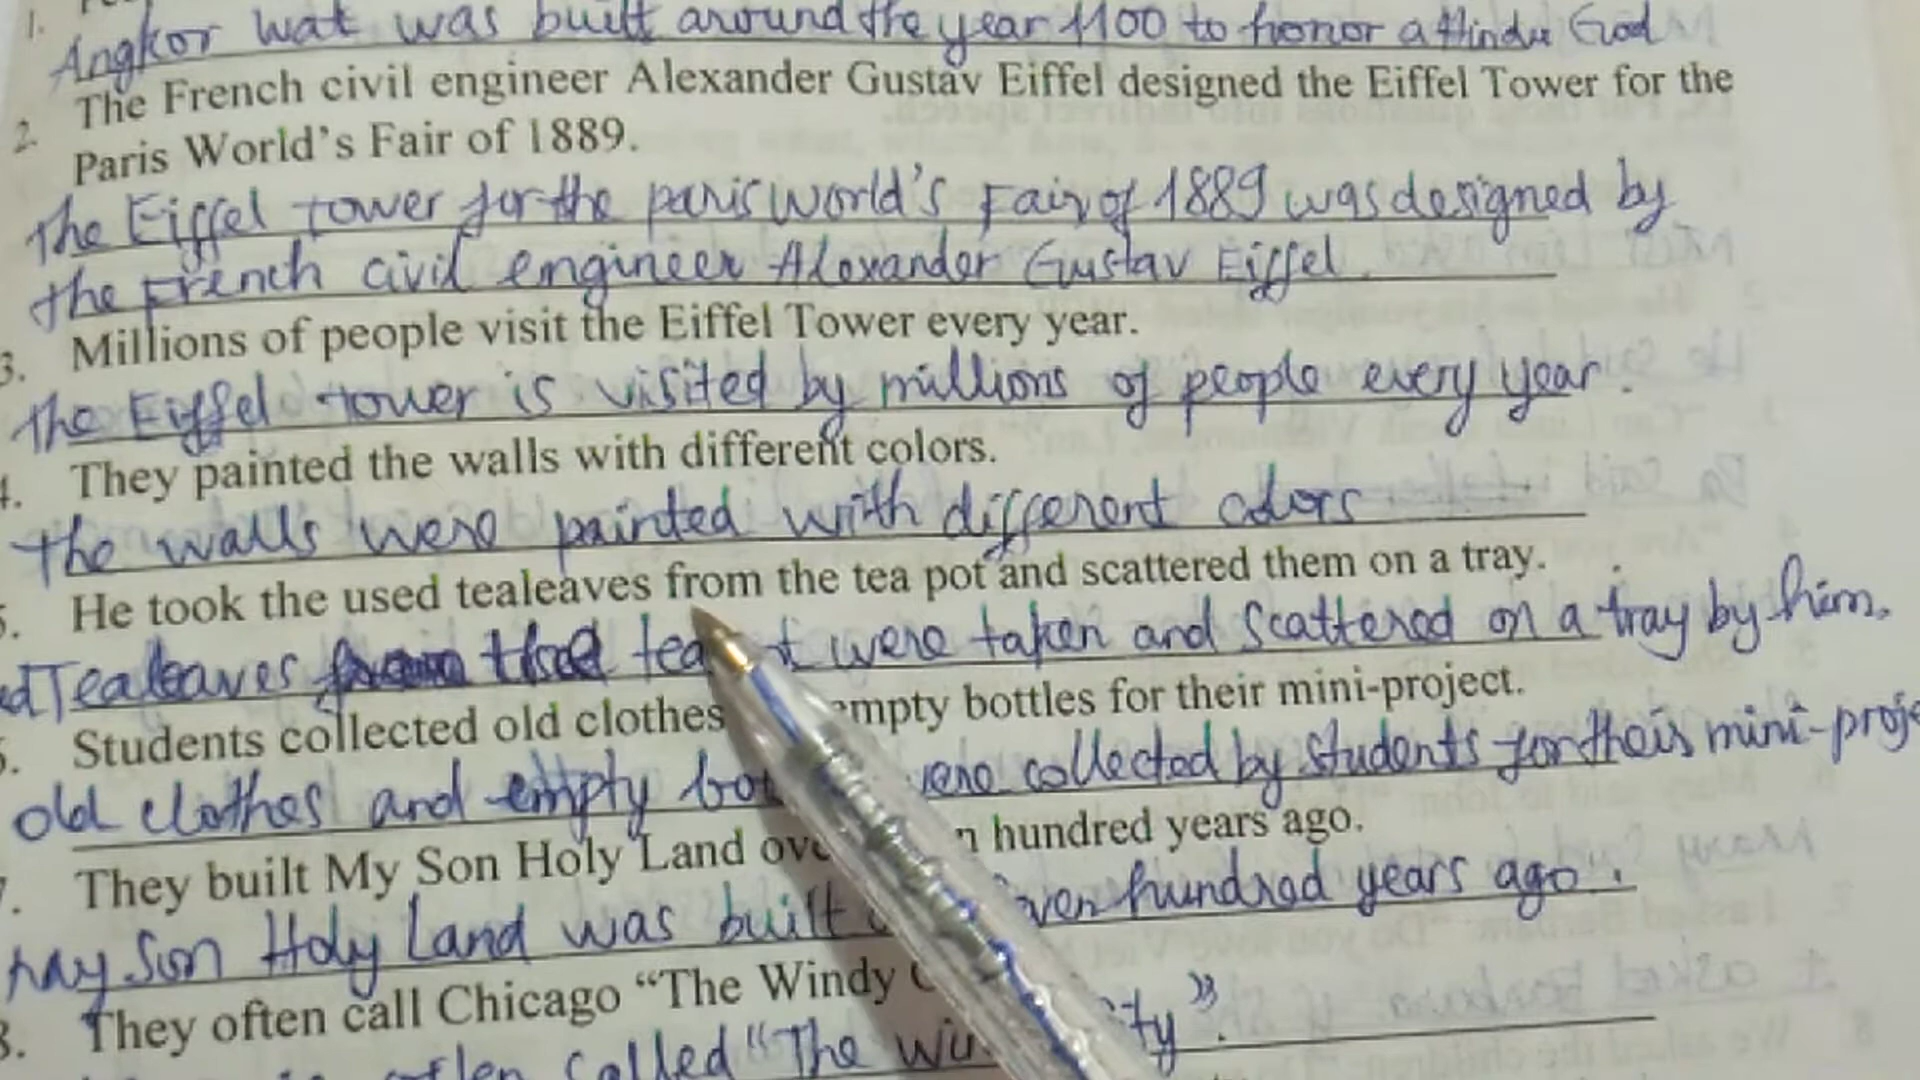 1.
Angkor wat was built around the year 1100 to honor a Hindu God
2. The French civil engineer Alexander Gustav Eiffel designed the Eiffel Tower for the
Paris World's Fair of 1889.
The Eiffel tower for the paris World's Fair of 1889 was designed by
the French civil engineer Alexander Gustav Eiffel.
3. Millions of people visit the Eiffel Tower every year.
The Eiffel tower is visited by millions of people every year.
4. They painted the walls with different colors.
the walls were painted with different colors
5. He took the used tealeaves from the tea pot and scattered them on a tray.
Tealeaves were taken and scattered on a tray by him.
Students collected old clothes empty bottles for their mini-project.
old clothes and empty were collected by students for their mini-proje
7. They built My Son Holy Land hundred years ago.
Son Holy Land was built hundred years ago.
8. They often call Chicago “The Windy
often called “The